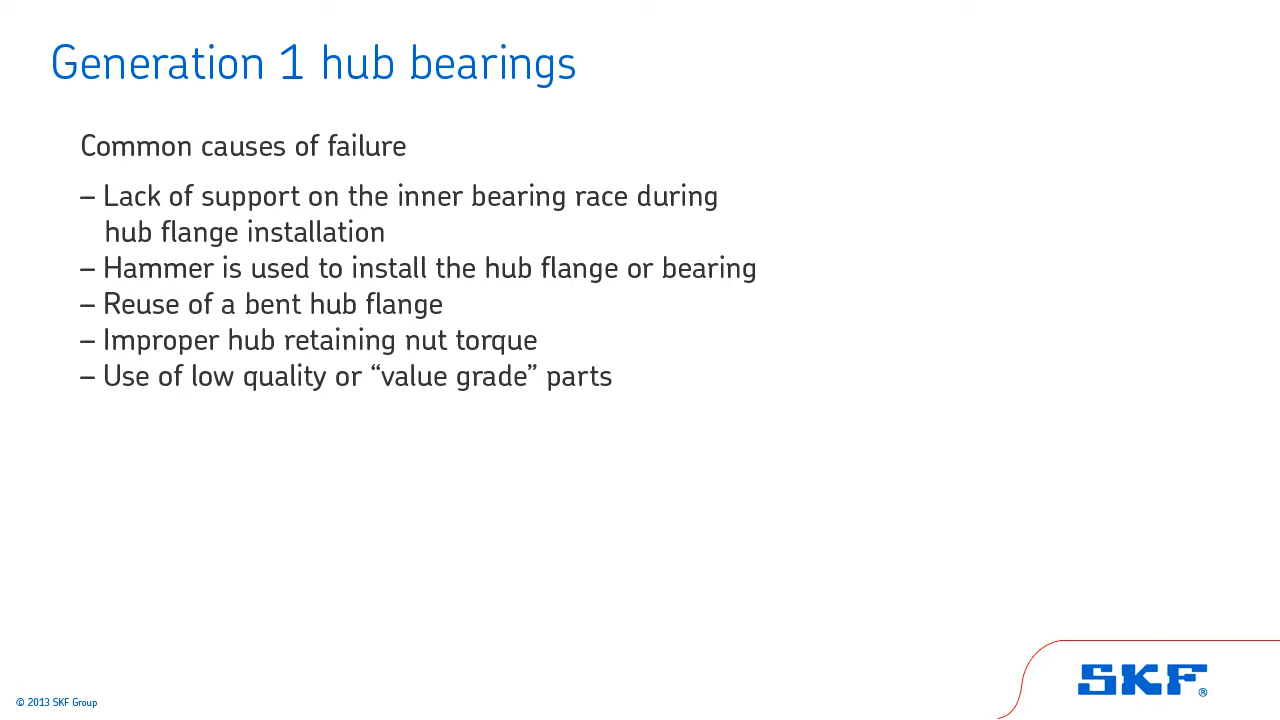 Generation 1 hub bearings
Common causes of failure
– Lack of support on the inner bearing race during
hub flange installation
– Hammer is used to install the hub flange or bearing
– Reuse of a bent hub flange
– Improper hub retaining nut torque
– Use of low quality or “value grade” parts
SKF®
© 2013 SKF Group